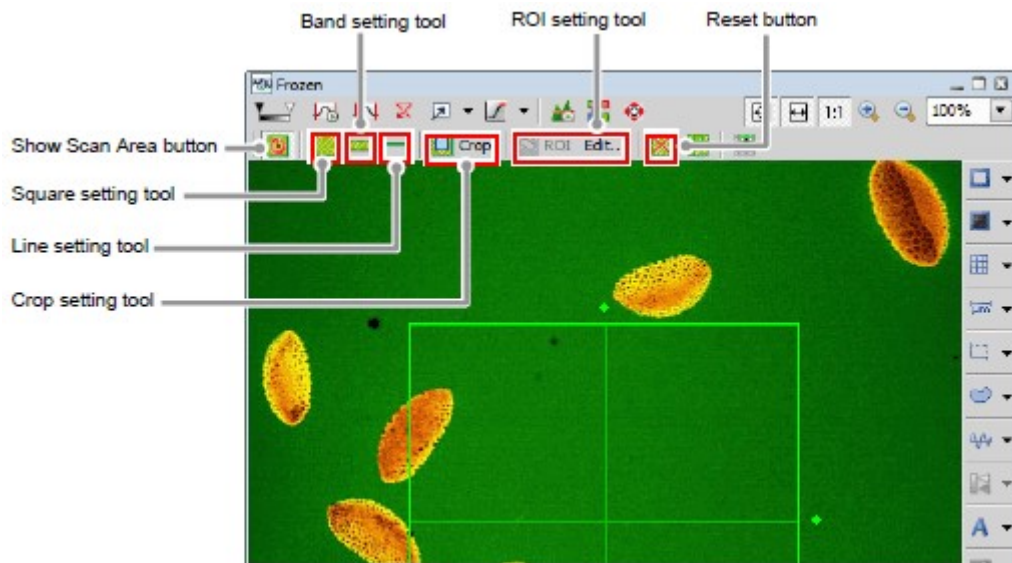 Band setting tool
ROI setting tool
Reset button
Frozen
1:1
100%
Show Scan Area button
Crop
ROI Edit..
Square setting tool
Line setting tool
Crop setting tool
A